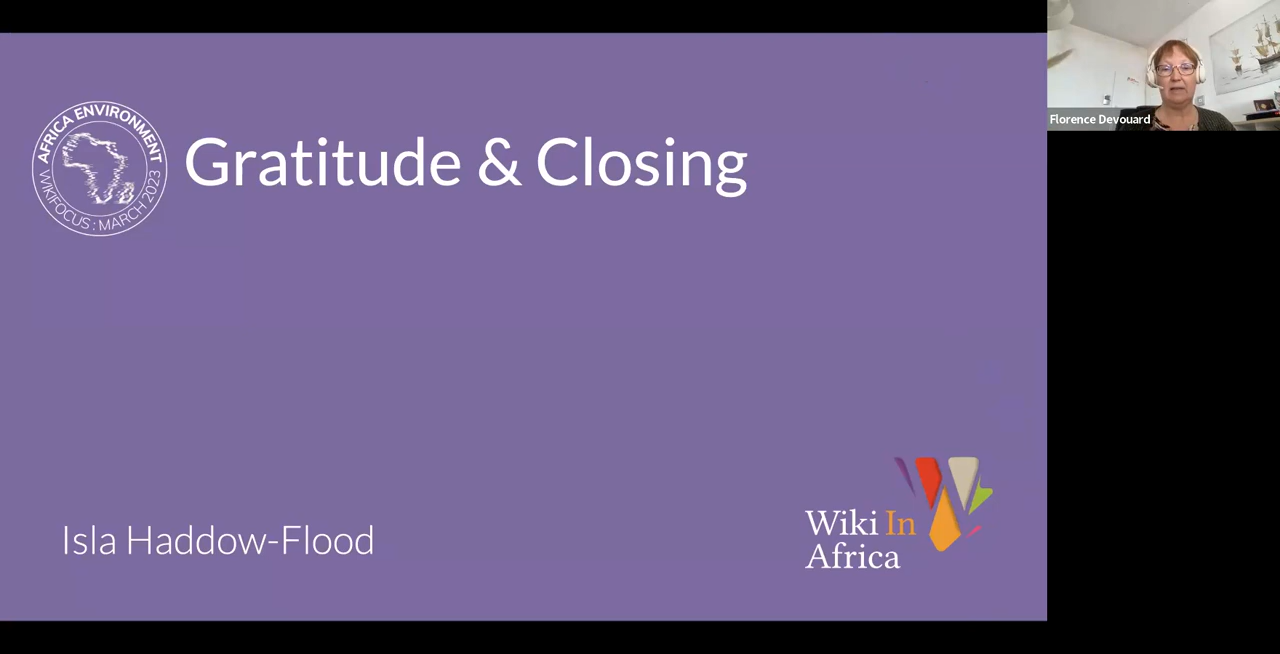 AFRICA ENVIRONMENT
WIKIFOCUS : MARCH 2023
Gratitude & Closing
Isla Haddow-Flood
Wiki In
Africa
Florence Devouard